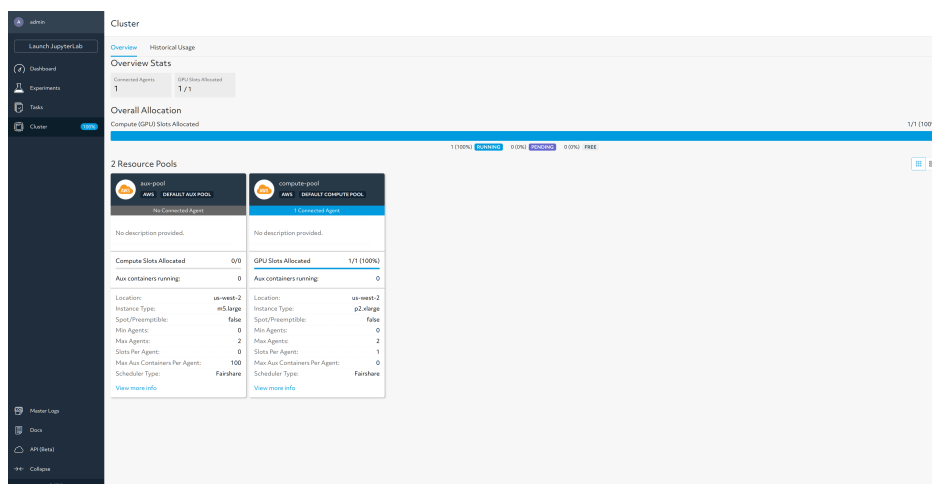 A admin
Launch JupyterLab
Dashboard
Experiments
Tasks
Cluster 100%
Master Logs
Docs
API (Beta)
Collapse
Cluster
Overview Historical Usage
Overview Stats
Connected Agents
1
GPU Slots Allocated
1/1
Overall Allocation
Compute (GPU) Slots Allocated 1/1 (100%
1 (100%) RUNNING 0 (0%) PENDING 0 (0%) FREE
2 Resource Pools
aws
aux-pool
AWS DEFAULT AUX POOL
No Connected Agent
No description provided.
Compute Slots Allocated 0/0
Aux containers running: 0
Location: us-west-2
Instance Type: m5.large
Spot/Preemptible: false
Min Agents: 0
Max Agents: 2
Slots Per Agent: 0
Max Aux Containers Per Agent: 100
Scheduler Type: Fairshare
View more info
aws
compute-pool
AWS DEFAULT COMPUTE POOL
1 Connected Agent
No description provided.
GPU Slots Allocated 1/1 (100%)
Aux containers running: 0
Location: us-west-2
Instance Type: p2.xlarge
Spot/Preemptible: false
Min Agents: 0
Max Agents: 2
Slots Per Agent: 1
Max Aux Containers Per Agent: 0
Scheduler Type: Fairshare
View more info